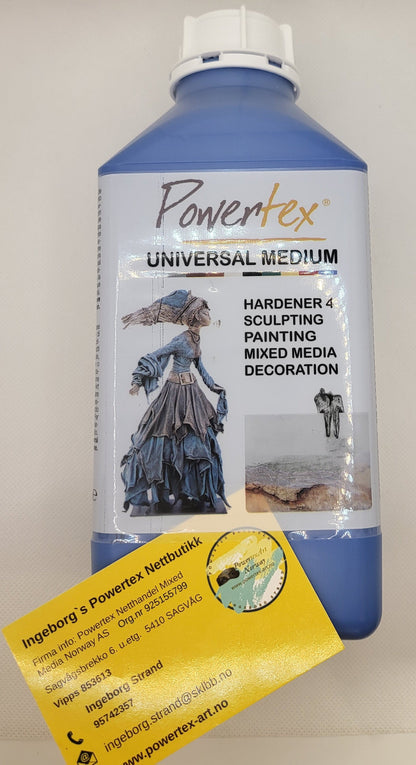 Powertex®
UNIVERSAL MEDIUM
HARDENER 4
SCULPTING
PAINTING
MIXED MEDIA
DECORATION
e
Ingeborg`s Powertex Nettbutikk
Firma info: Powertex Netthandel Mixed
Media Norway AS Org.nr 925155799
Sagvågsbrekko 6. u.etg. 5410 SAGVÅG
Vipps 853613
Ingeborg Strand
95742357
ingeborg.strand@sklbb.no
www.powertex-art.no
Norway